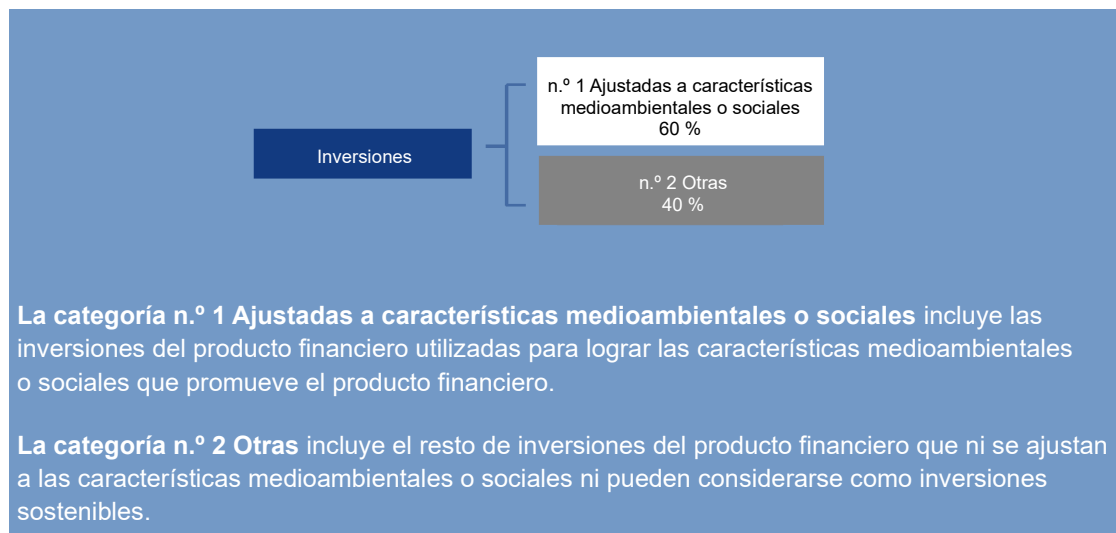 n.º 1 Ajustadas a características
medioambientales o sociales
60 %
Inversiones
n.º 2 Otras
40 %
La categoría n.º 1 Ajustadas a características medioambientales o sociales incluye las
inversiones del producto financiero utilizadas para lograr las características medioambientales
o sociales que promueve el producto financiero.
La categoría n.º 2 Otras incluye el resto de inversiones del producto financiero que ni se ajustan
a las características medioambientales o sociales ni pueden considerarse como inversiones
sostenibles.